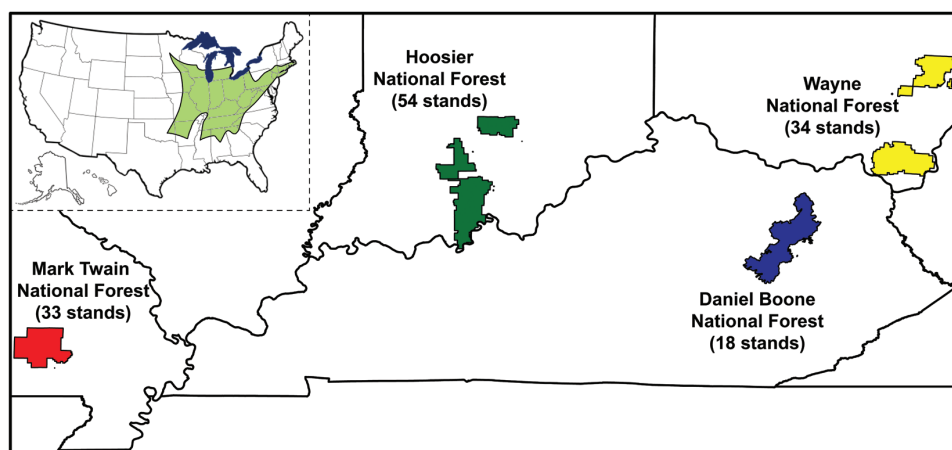 Hoosier
National Forest
(54 stands)
Wayne
National Forest
(34 stands)
Mark Twain
National Forest
(33 stands)
Daniel Boone
National Forest
(18 stands)